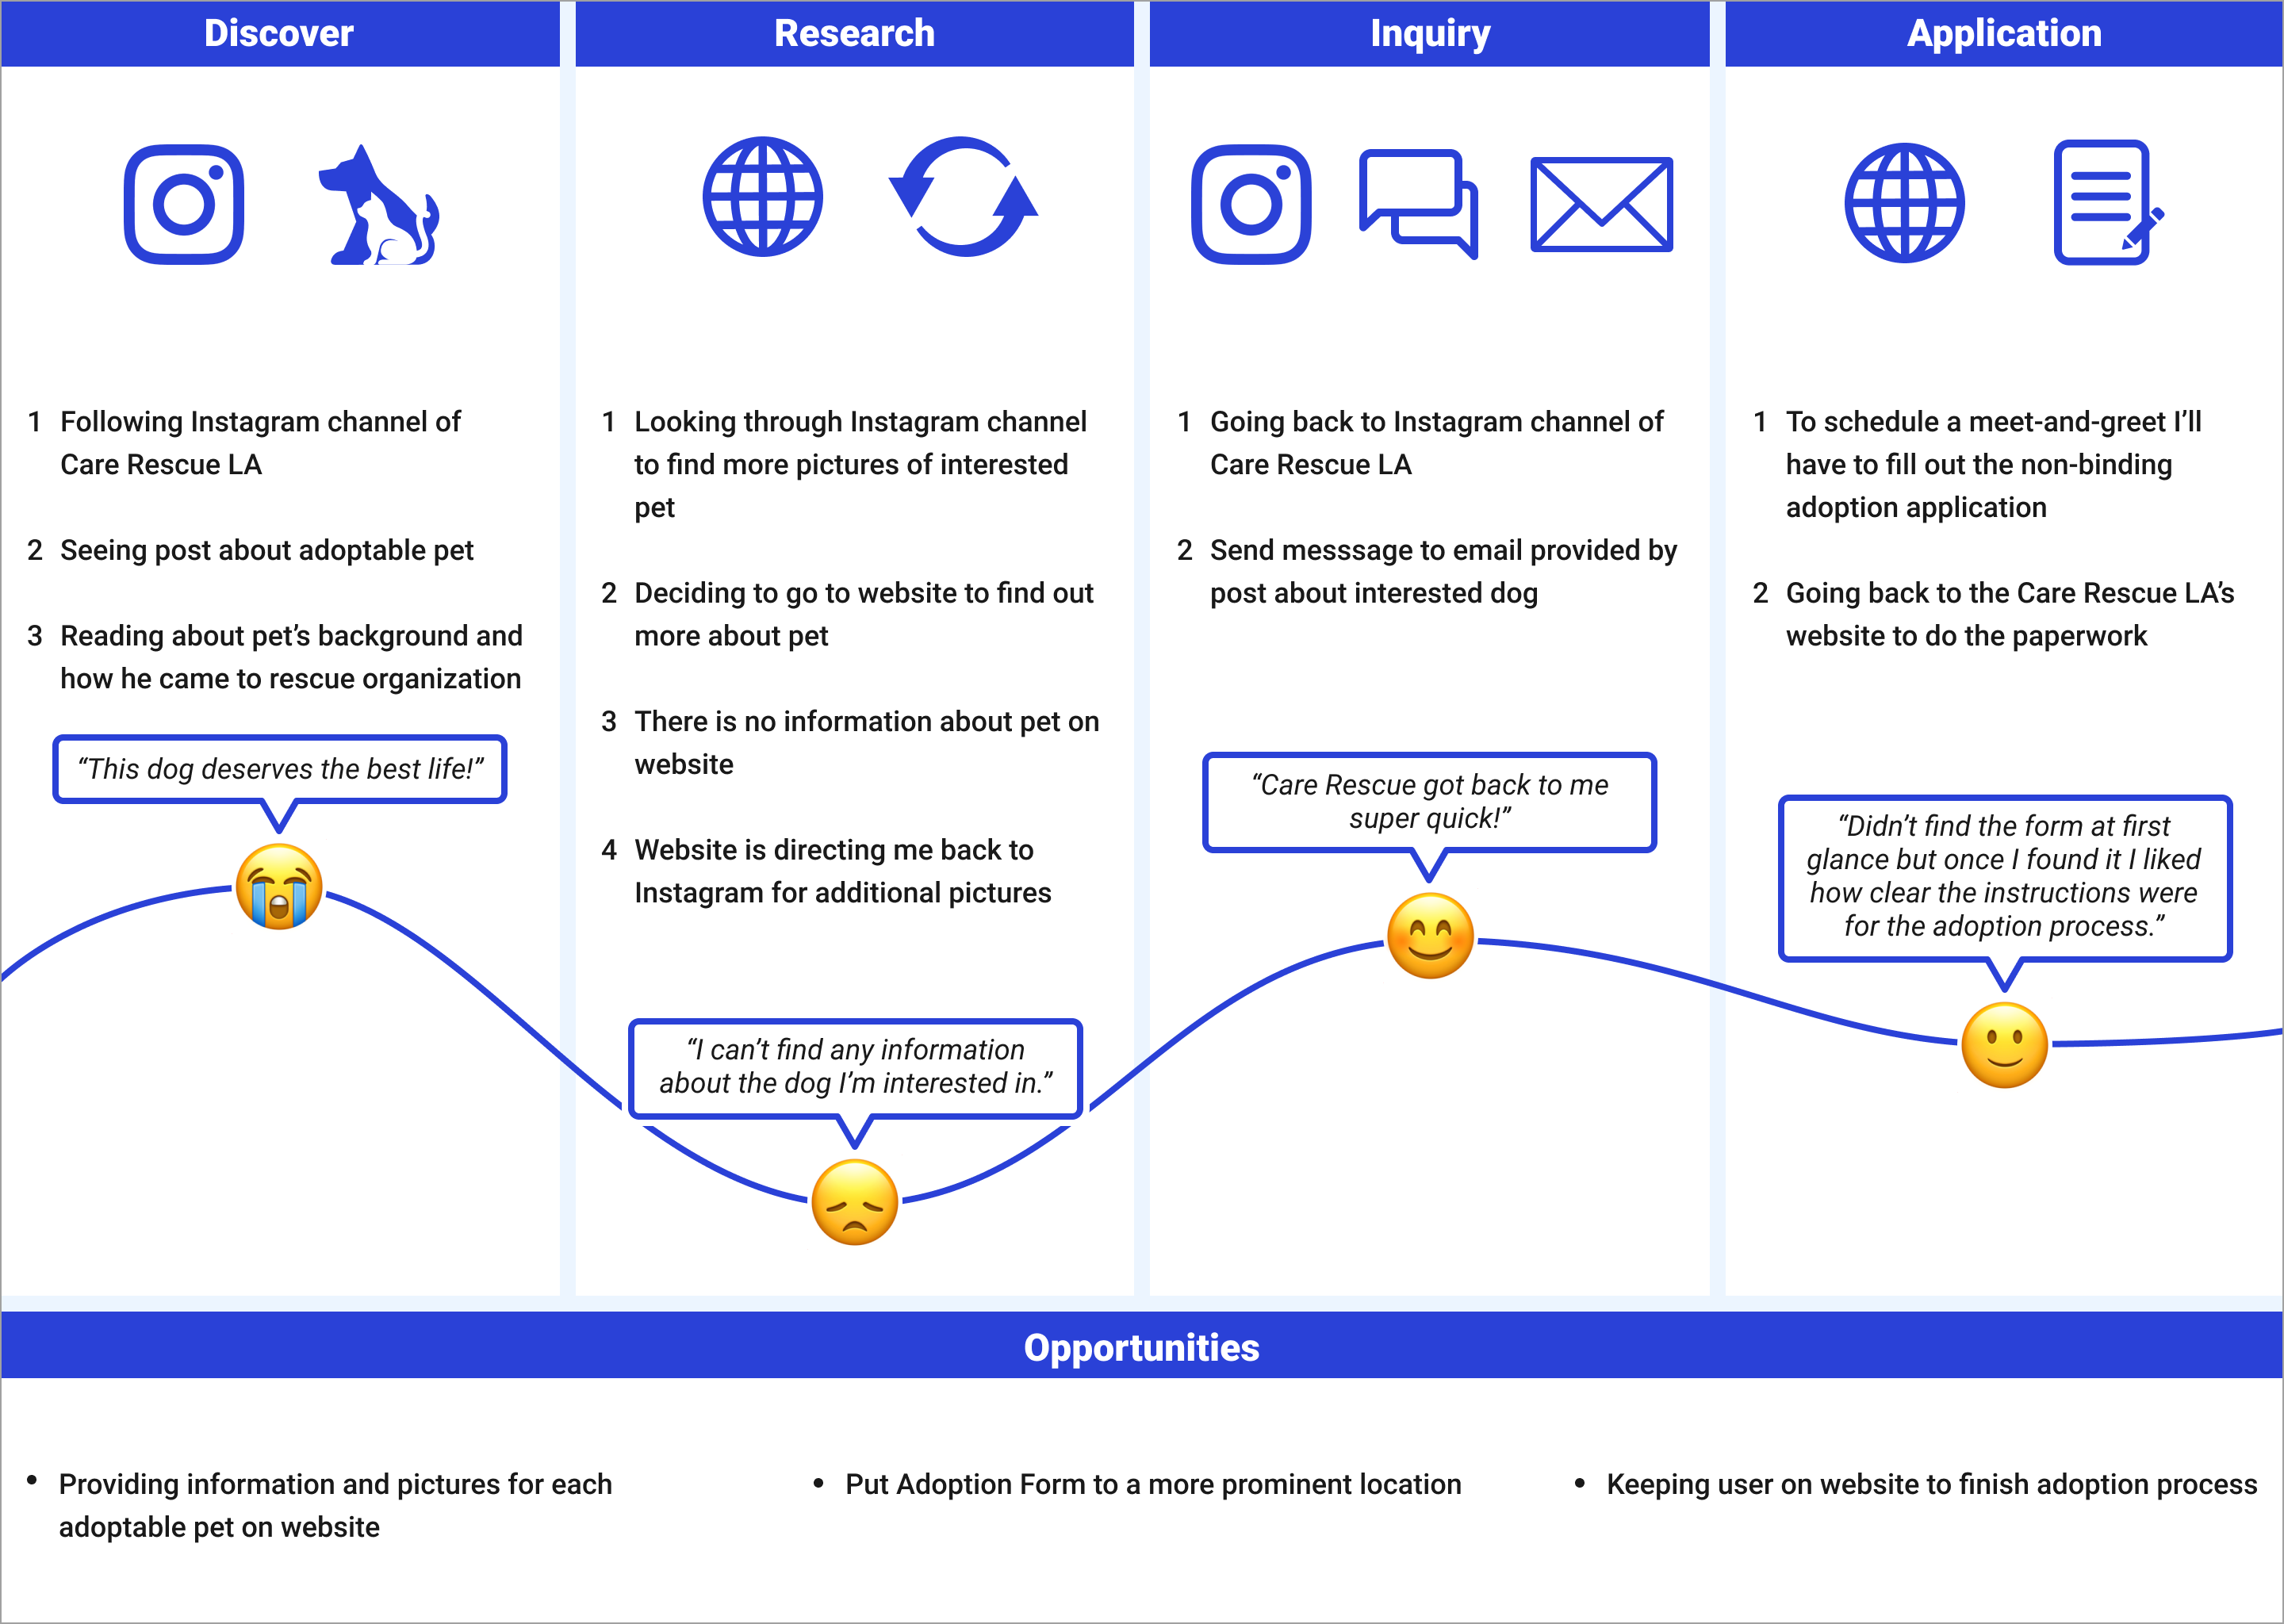 Discover
1 Following Instagram channel of
Care Rescue LA
2 Seeing post about adoptable pet
3 Reading about pet’s background and
how he came to rescue organization
“This dog deserves the best life!”
Research
1 Looking through Instagram channel
to find more pictures of interested
pet
2 Deciding to go to website to find out
more about pet
3 There is no information about pet on
website
4 Website is directing me back to
Instagram for additional pictures
“I can’t find any information
about the dog I’m interested in.”
Inquiry
1 Going back to Instagram channel of
Care Rescue LA
2 Send messsage to email provided by
post about interested dog
“Care Rescue got back to me
super quick!”
Application
1 To schedule a meet-and-greet I’ll
have to fill out the non-binding
adoption application
2 Going back to the Care Rescue LA’s
website to do the paperwork
“Didn’t find the form at first
glance but once I found it I liked
how clear the instructions were
for the adoption process.”
Opportunities
• Providing information and pictures for each
adoptable pet on website
• Put Adoption Form to a more prominent location
• Keeping user on website to finish adoption process